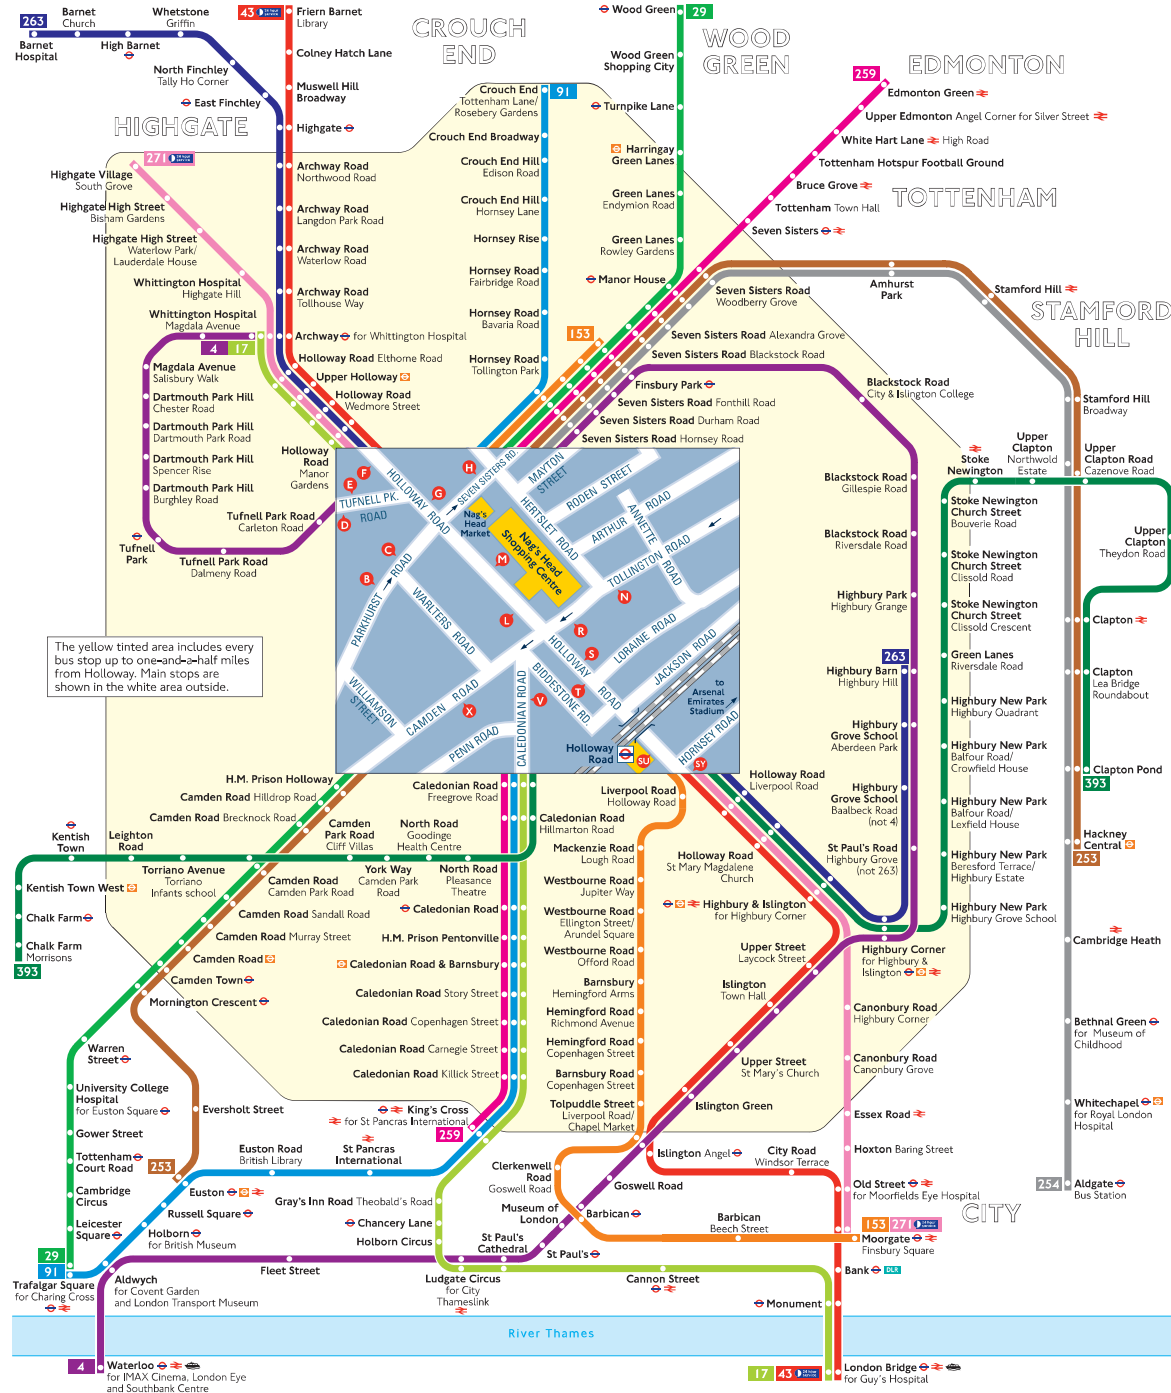 263
Barnet
Church
Whetstone
Griffin
Barnet
Hospital
High Barnet
North Finchley
Tally Ho Corner
East Finchley
43
24 hour
service
Friern Barnet
Library
Colney Hatch Lane
Muswell Hill
Broadway
Highgate
Archway Road
Northwood Road
Archway Road
Langdon Park Road
Archway Road
Waterlow Road
Archway Road
Tollhouse Way
Archway for Whittington Hospital
Holloway Road Elthorne Road
Upper Holloway
Holloway Road
Wedmore Street
CROUCH
END
HIGHGATE
271
24 hour
service
Highgate Village
South Grove
Highgate High Street
Bisham Gardens
Highgate High Street
Waterlow Park/
Lauderdale House
Whittington Hospital
Highgate Hill
Whittington Hospital
Magdala Avenue
4
17
Magdala Avenue
Salisbury Walk
Dartmouth Park Hill
Chester Road
Dartmouth Park Hill
Dartmouth Park Road
Dartmouth Park Hill
Spencer Rise
Dartmouth Park Hill
Burghley Road
Tufnell
Park
Tufnell Park Road
Dalmeny Road
Tufnell Park Road
Carleton Road
Holloway
Road
Manor
Gardens
Crouch End
Tottenham Lane/
Rosebery Gardens
91
Crouch End Broadway
Crouch End Hill
Edison Road
Crouch End Hill
Hornsey Lane
Hornsey Rise
Hornsey Road
Fairbridge Road
Hornsey Road
Bavaria Road
Hornsey Road
Tollington Park
153
Wood Green
29
WOOD
GREEN
Wood Green
Shopping City
Turnpike Lane
Harringay
Green Lanes
Green Lanes
Endymion Road
Green Lanes
Rowley Gardens
Manor House
259
EDMONTON
Edmonton Green
Upper Edmonton Angel Corner for Silver Street
White Hart Lane High Road
Tottenham Hotspur Football Ground
Bruce Grove
TOTTENHAM
Tottenham Town Hall
Seven Sisters
Seven Sisters Road
Woodberry Grove
Seven Sisters Road Alexandra Grove
Seven Sisters Road Blackstock Road
Finsbury Park
Seven Sisters Road Fonthill Road
Seven Sisters Road Durham Road
Seven Sisters Road Hornsey Road
Amhurst
Park
Stamford Hill
STAMFORD
HILL
Stamford Hill
Broadway
Blackstock Road
City & Islington College
Stoke
Newington
Upper
Clapton
Northwold
Estate
Upper
Clapton Road
Cazenove Road
Blackstock Road
Gillespie Road
Blackstock Road
Riversdale Road
Highbury Park
Highbury Grange
263
Highbury Barn
Highbury Hill
Highbury
Grove School
Aberdeen Park
Highbury
Grove School
Baalbeck Road
(not 4)
St Paul's Road
Highbury Grove
(not 263)
Stoke Newington
Church Street
Bouverie Road
Stoke Newington
Church Street
Clissold Road
Stoke Newington
Church Street
Clissold Crescent
Green Lanes
Riversdale Road
Highbury New Park
Highbury Quadrant
Highbury New Park
Balfour Road/
Crowfield House
Highbury New Park
Balfour Road/
Lexfield House
Highbury New Park
Beresford Terrace/
Highbury Estate
Highbury New Park
Highbury Grove School
Upper
Clapton
Theydon Road
Clapton
Clapton
Lea Bridge
Roundabout
Clapton Pond
393
Hackney
Central
253
Cambridge Heath
Bethnal Green
for Museum of
Childhood
Whitechapel
for Royal London
Hospital
254
Aldgate
Bus Station
The yellow tinted area includes every
bus stop up to one-and-a-half miles
from Holloway. Main stops are
shown in the white area outside.
HOLLOWAY ROAD
SEVEN SISTERS RD.
MAYTON
STREET
RODEN STREET
HERTSLET ROAD
ARTHUR ROAD
ANNETTE
ROAD
TOLLINGTON ROAD
TUFNELL PK.
ROAD
Nag's
Head
Market
Nag's Head
Shopping Centre
PARKHURST ROAD
WARLTERS ROAD
WILLIAMSON
STREET
CAMDEN ROAD
PENN ROAD
CALEDONIAN ROAD
BIDDESTONE RD.
HOLLOWAY ROAD
LORAINE ROAD
JACKSON ROAD
HORNSEY ROAD
to
Arsenal
Emirates
Stadium
Holloway
Road
F
E
D
C
B
G
H
M
L
N
R
S
T
V
X
SU
SY
H.M. Prison Holloway
Camden Road Hilldrop Road
Camden Road Brecknock Road
Kentish
Town
Leighton
Road
Camden
Park Road
Cliff Villas
North Road
Goodinge
Health Centre
Torriano Avenue
Torriano
Infants school
Camden Road
Camden Park Road
York Way
Camden Park
Road
North Road
Pleasance
Theatre
Kentish Town West
Chalk Farm
Chalk Farm
Morrisons
393
Camden Road Sandall Road
Camden Road Murray Street
Camden Road
Camden Town
Mornington Crescent
Warren
Street
University College
Hospital
for Euston Square
Gower Street
Tottenham
Court Road
Cambridge
Circus
Leicester
Square
29
91
Trafalgar Square
for Charing Cross
Eversholt Street
253
Euston
Russell Square
Holborn
for British Museum
Aldwych
for Covent Garden
and London Transport Museum
4
Waterloo
for IMAX Cinema, London Eye
and Southbank Centre
Caledonian Road
Freegrove Road
Caledonian Road
Hillmarton Road
Caledonian Road
H.M. Prison Pentonville
Caledonian Road & Barnsbury
Caledonian Road Story Street
Caledonian Road Copenhagen Street
Caledonian Road Carnegie Street
Caledonian Road Killick Street
King's Cross
for St Pancras International
259
Euston Road
British Library
St Pancras
International
Gray's Inn Road Theobald's Road
Chancery Lane
Holborn Circus
Fleet Street
Ludgate Circus
for City
Thameslink
St Paul's
Cathedral
St Paul's
Museum of
London
Clerkenwell
Road
Goswell Road
Goswell Road
Barbican
Barbican
Beech Street
Cannon Street
Liverpool Road
Holloway Road
Mackenzie Road
Lough Road
Westbourne Road
Jupiter Way
Westbourne Road
Ellington Street/
Arundel Square
Westbourne Road
Offord Road
Barnsbury
Hemingford Arms
Hemingford Road
Richmond Avenue
Hemingford Road
Copenhagen Street
Barnsbury Road
Copenhagen Street
Tolpuddle Street
Liverpool Road/
Chapel Market
Holloway Road
Liverpool Road
Holloway Road
St Mary Magdalene
Church
Highbury & Islington
for Highbury Corner
Upper Street
Laycock Street
Islington
Town Hall
Upper Street
St Mary's Church
Islington Green
Islington Angel
City Road
Windsor Terrace
Highbury Corner
for Highbury &
Islington
Canonbury Road
Highbury Corner
Canonbury Road
Canonbury Grove
Essex Road
Hoxton Baring Street
Old Street
for Moorfields Eye Hospital
CITY
153
271
24 hour
service
Moorgate
Finsbury Square
Bank
DLR
Monument
River Thames
17
43
24 hour
service
London Bridge
for Guy's Hospital